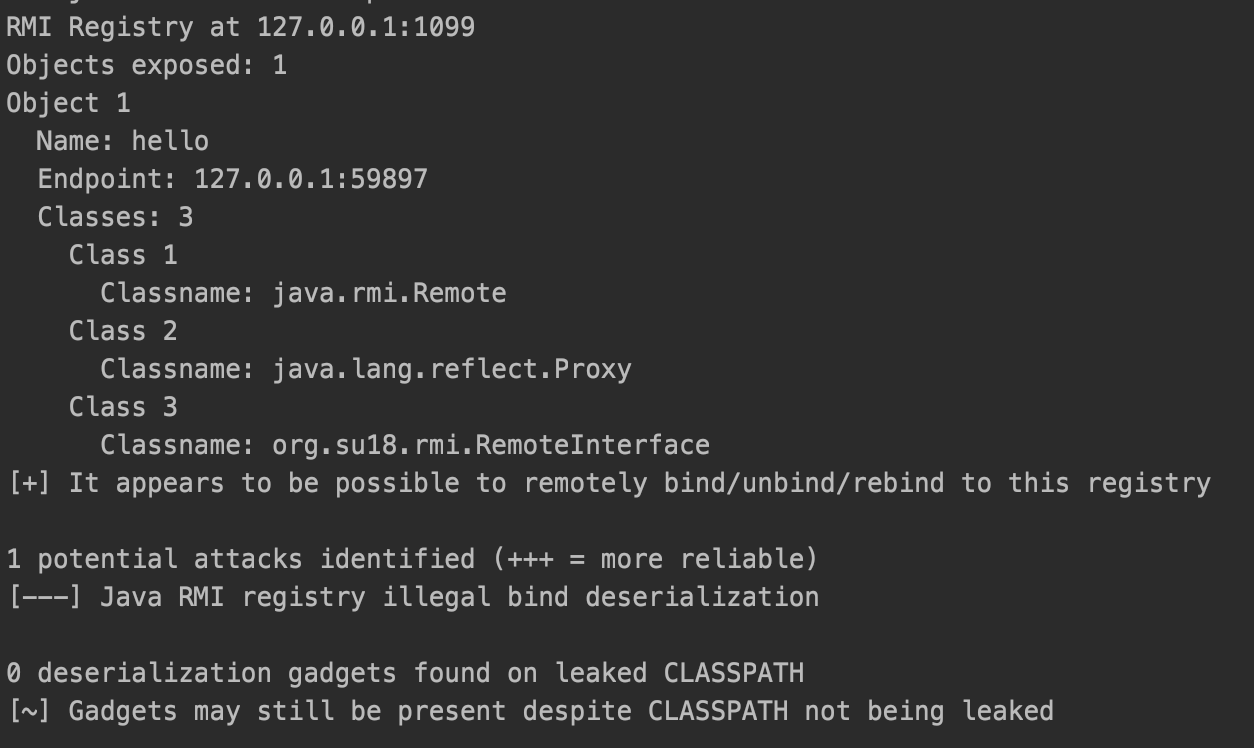 RMI Registry at 127.0.0.1:1099
Objects exposed: 1
Object 1
  Name: hello
  Endpoint: 127.0.0.1:59897
  Classes: 3
    Class 1
      Classname: java.rmi.Remote
    Class 2
      Classname: java.lang.reflect.Proxy
    Class 3
      Classname: org.su18.rmi.RemoteInterface
[+] It appears to be possible to remotely bind/unbind/rebind to this registry

1 potential attacks identified (+++ = more reliable)
[---] Java RMI registry illegal bind deserialization

0 deserialization gadgets found on leaked CLASSPATH
[~] Gadgets may still be present despite CLASSPATH not being leaked